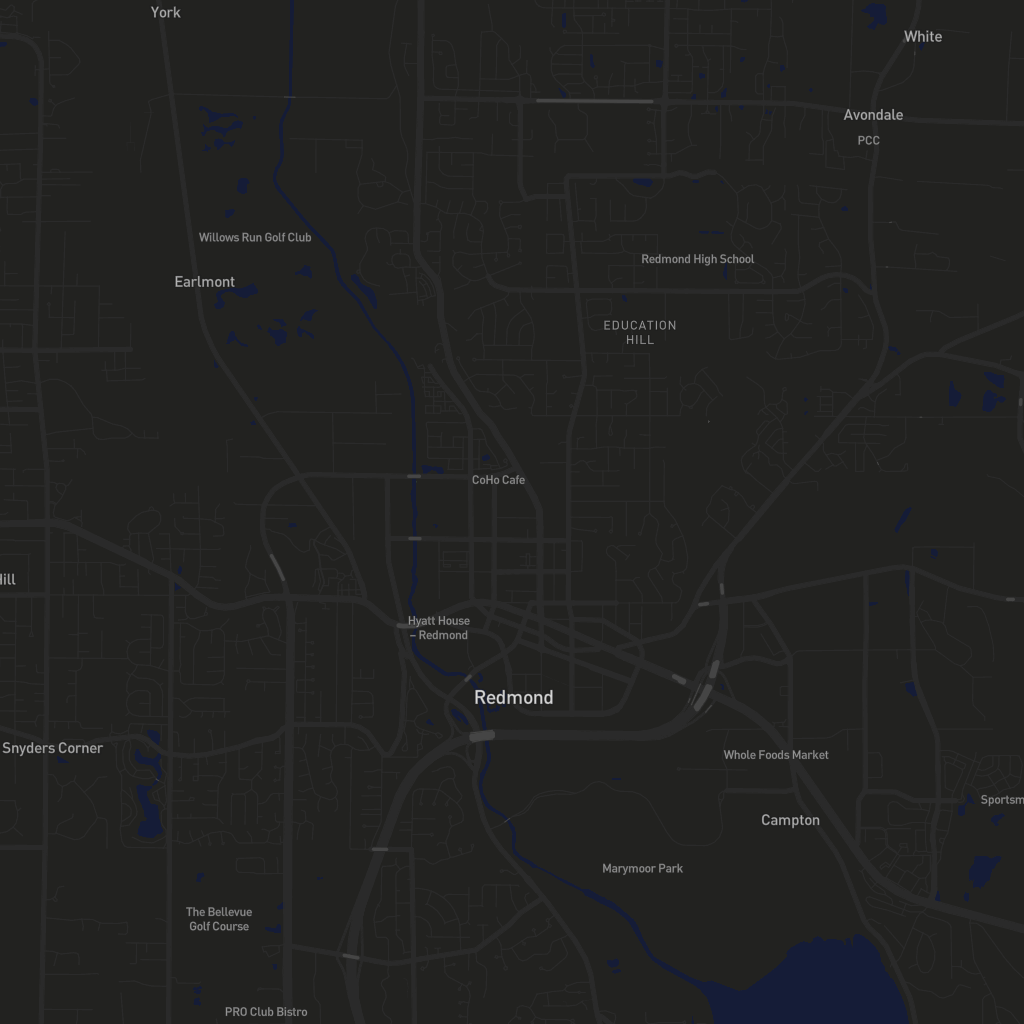 York
White
Avondale
PCC
Willows Run Golf Club
Redmond High School
Earlmont
EDUCATION
HILL
CoHo Cafe
Hill
Hyatt House
– Redmond
Redmond
Snyders Corner
Whole Foods Market
Sportsm
Campton
Marymoor Park
The Bellevue
Golf Course
PRO Club Bistro